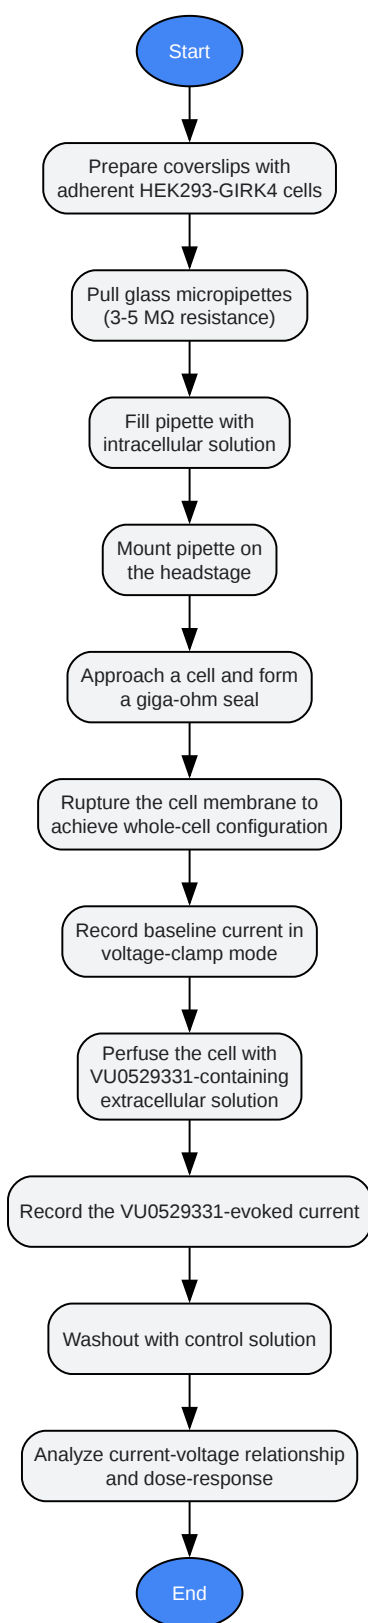 Start
Prepare coverslips with
adherent HEK293-GIRK4 cells
Pull glass micropipettes
(3-5 MΩ resistance)
Fill pipette with
intracellular solution
Mount pipette on
the headstage
Approach a cell and form
a giga-ohm seal
Rupture the cell membrane to
achieve whole-cell configuration
Record baseline current in
voltage-clamp mode
Perfuse the cell with
VU0529331-containing
extracellular solution
Record the VU0529331-evoked current
Washout with control solution
Analyze current-voltage relationship
and dose-response
End